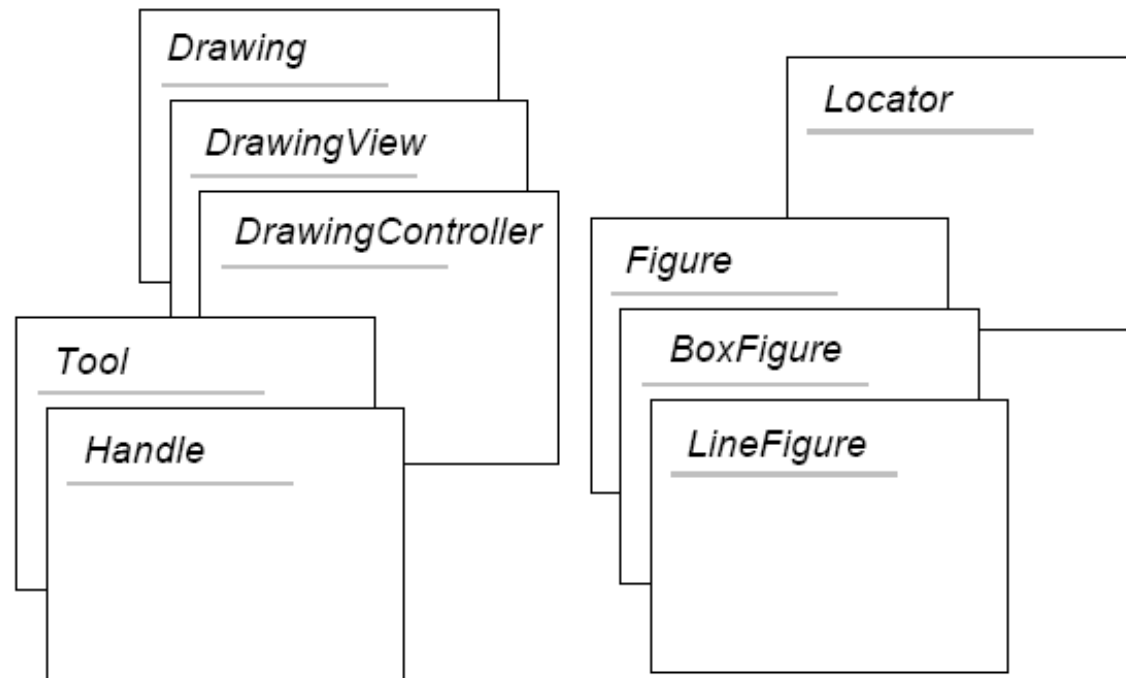 Drawing
DrawingView
DrawingController
Tool
Handle
Locator
Figure
BoxFigure
LineFigure